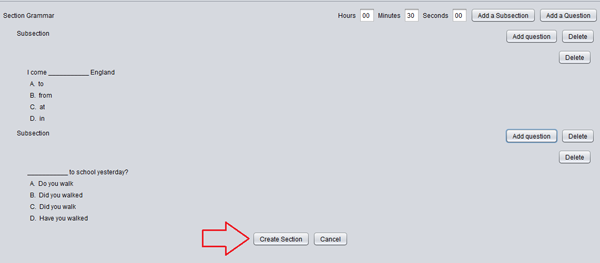 Section Grammar Hours 00 Minutes 30 Seconds 00 Add a Subsection Add a Question
Subsection Add question Delete
Delete
I come ____________ England
A. to
B. from
C. at
D. in
Subsection Add question Delete
Delete
____________ to school yesterday?
A. Do you walk
B. Did you walked
C. Did you walk
D. Have you walked
Create Section Cancel